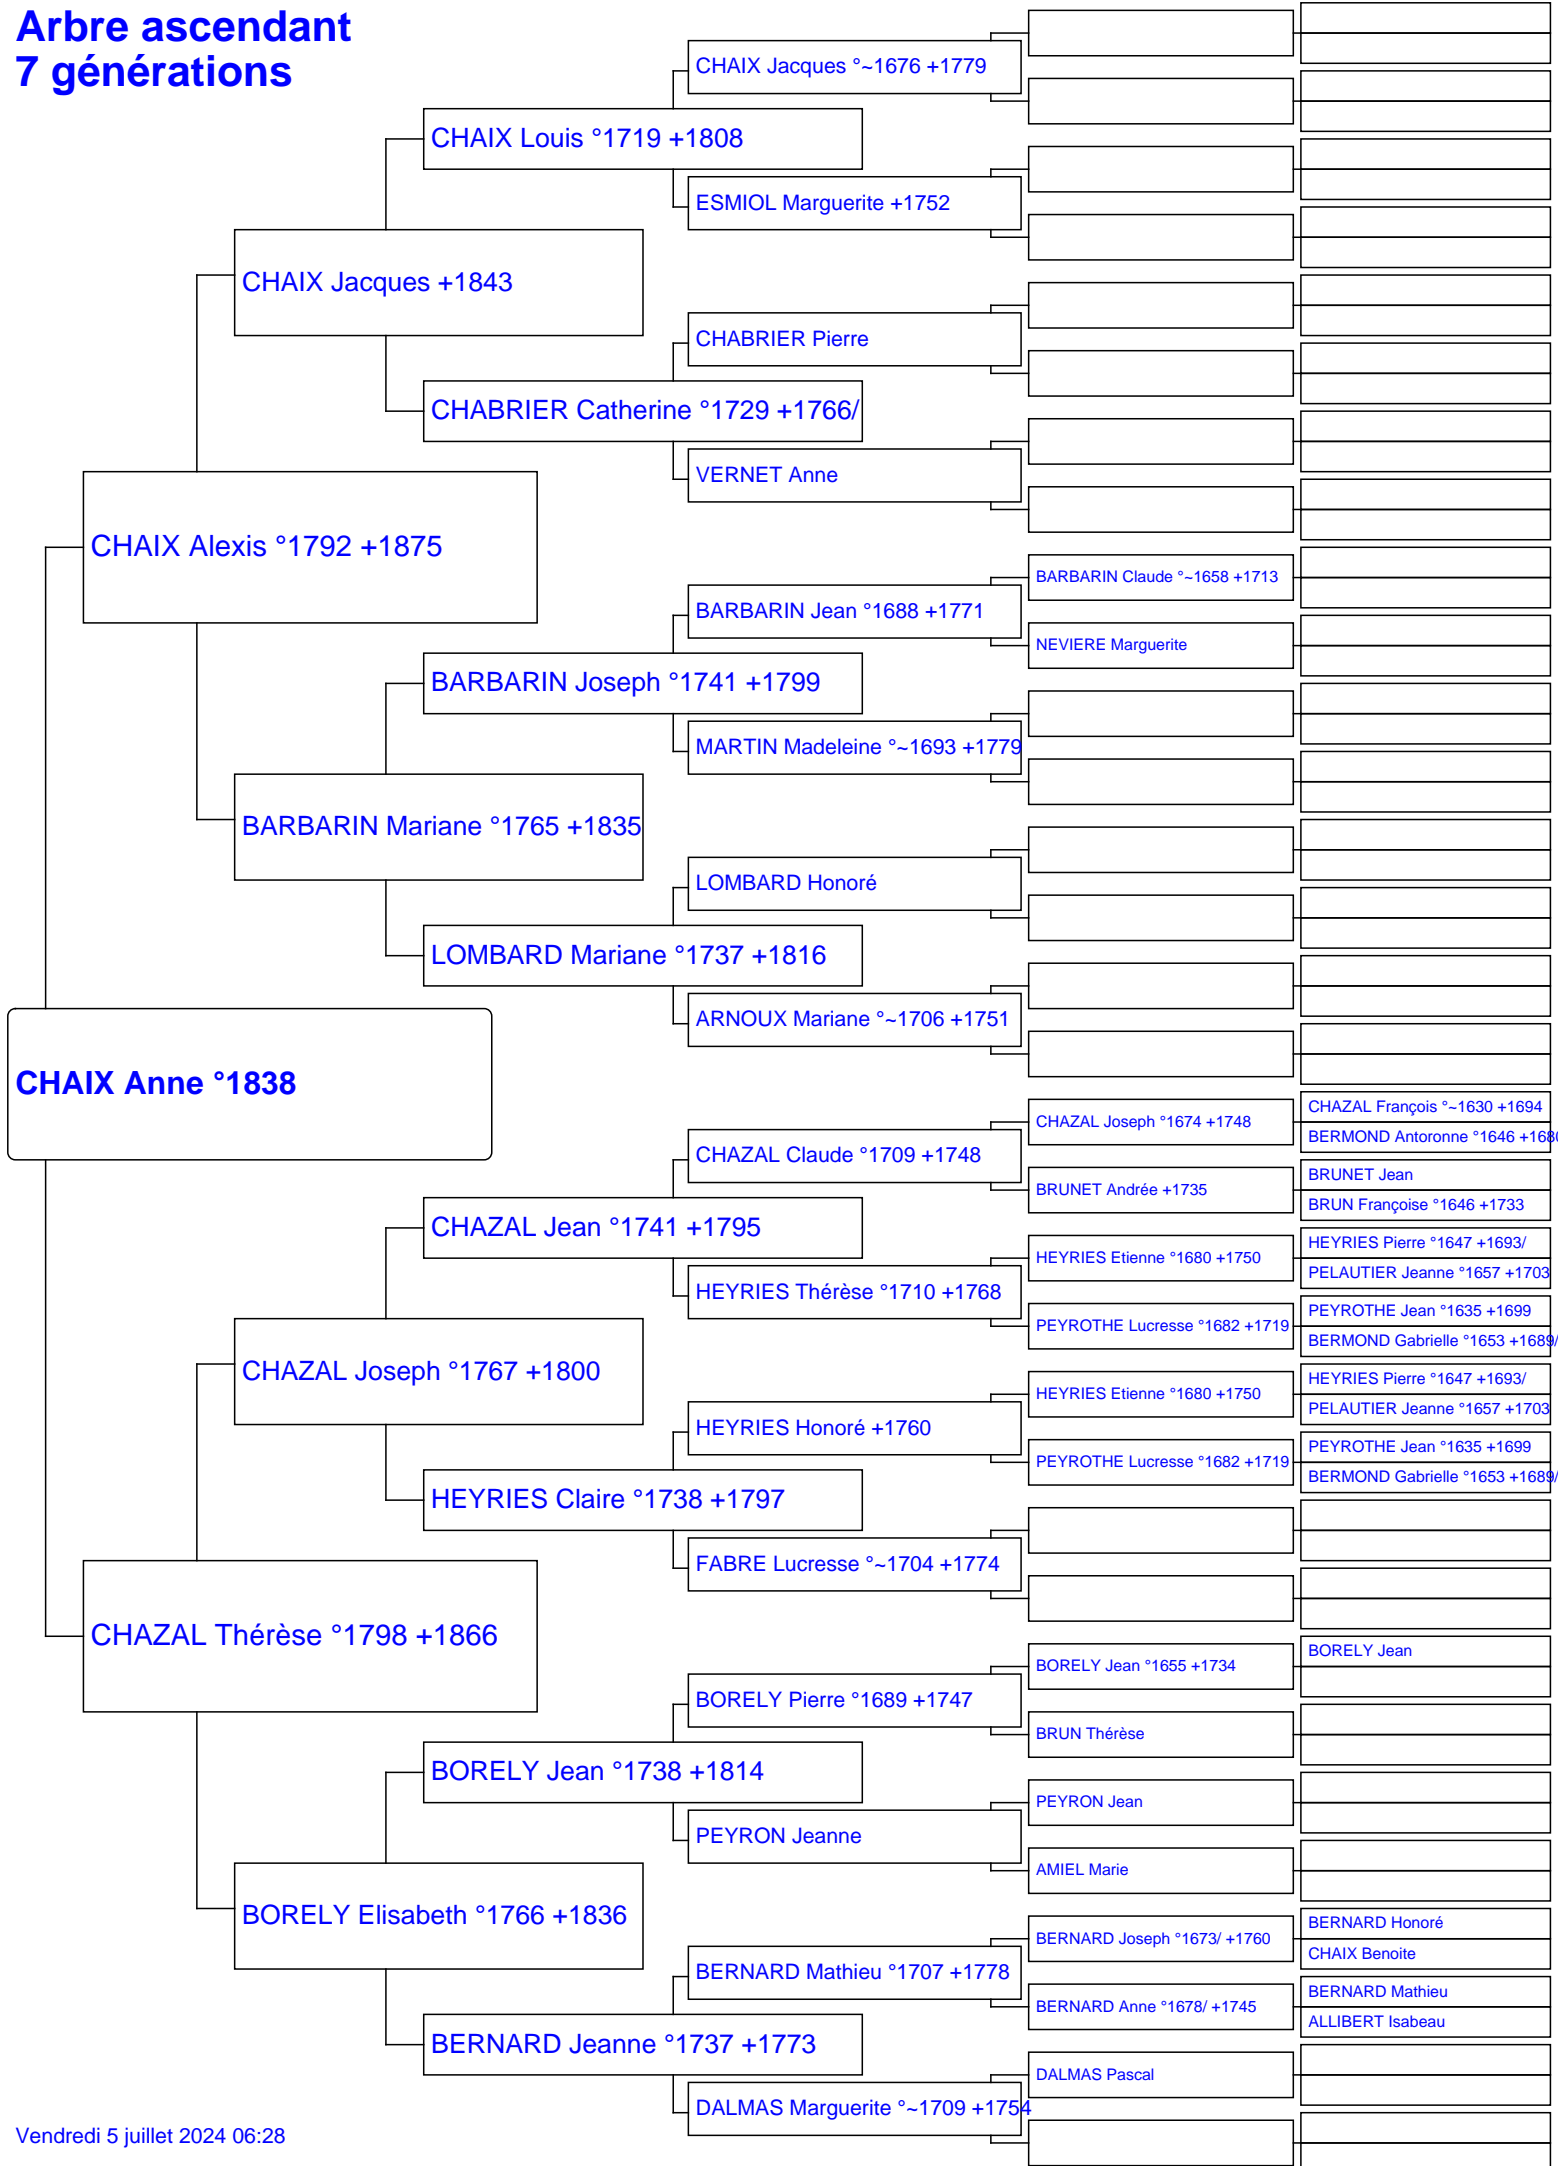 Arbre ascendant
7 générations
CHAIX Jacques °~1676 +1779
CHAIX Louis °1719 +1808
ESMIOL Marguerite +1752
CHAIX Jacques +1843
CHABRIER Pierre
CHABRIER Catherine °1729 +1766/
VERNET Anne
CHAIX Alexis °1792 +1875
BARBARIN Claude °~1658 +1713
BARBARIN Jean °1688 +1771
NEVIERE Marguerite
BARBARIN Joseph °1741 +1799
MARTIN Madeleine °~1693 +1779
BARBARIN Mariane °1765 +1835
LOMBARD Honoré
LOMBARD Mariane °1737 +1816
ARNOUX Mariane °~1706 +1751
CHAIX Anne °1838
CHAZAL François °~1630 +1694
CHAZAL Joseph °1674 +1748
BERMOND Antoronne °1646 +1680
CHAZAL Claude °1709 +1748
BRUNET Jean
BRUNET Andrée +1735
BRUN Françoise °1646 +1733
CHAZAL Jean °1741 +1795
HEYRIES Pierre °1647 +1693/
HEYRIES Etienne °1680 +1750
PELAUTIER Jeanne °1657 +1703
HEYRIES Thérèse °1710 +1768
PEYROTHE Jean °1635 +1699
PEYROTHE Lucresse °1682 +1719
BERMOND Gabrielle °1653 +1689/
CHAZAL Joseph °1767 +1800
HEYRIES Pierre °1647 +1693/
HEYRIES Etienne °1680 +1750
PELAUTIER Jeanne °1657 +1703
HEYRIES Honoré +1760
PEYROTHE Jean °1635 +1699
PEYROTHE Lucresse °1682 +1719
BERMOND Gabrielle °1653 +1689/
HEYRIES Claire °1738 +1797
FABRE Lucresse °~1704 +1774
CHAZAL Thérèse °1798 +1866
BORELY Jean
BORELY Jean °1655 +1734
BORELY Pierre °1689 +1747
BRUN Thérèse
BORELY Jean °1738 +1814
PEYRON Jean
PEYRON Jeanne
AMIEL Marie
BORELY Elisabeth °1766 +1836
BERNARD Honoré
BERNARD Joseph °1673/ +1760
CHAIX Benoite
BERNARD Mathieu °1707 +1778
BERNARD Mathieu
BERNARD Anne °1678/ +1745
ALLIBERT Isabeau
BERNARD Jeanne °1737 +1773
DALMAS Pascal
DALMAS Marguerite °~1709 +1754
Vendredi 5 juillet 2024 06:28